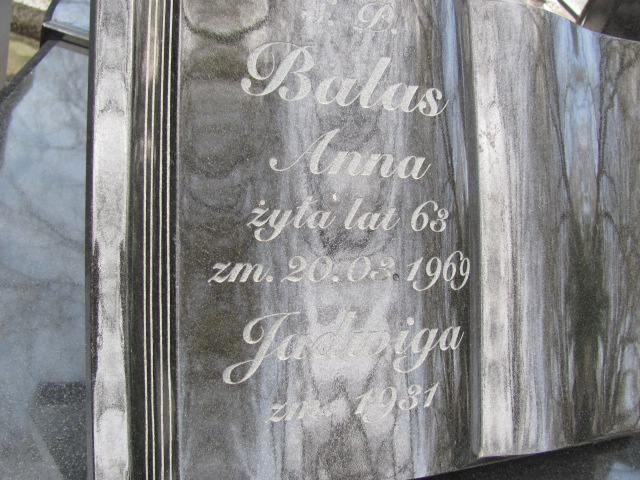 Ś. P.
Balas
Anna
żyła lat 63
zm. 20.03.1969
Jadwiga
zm. 1931